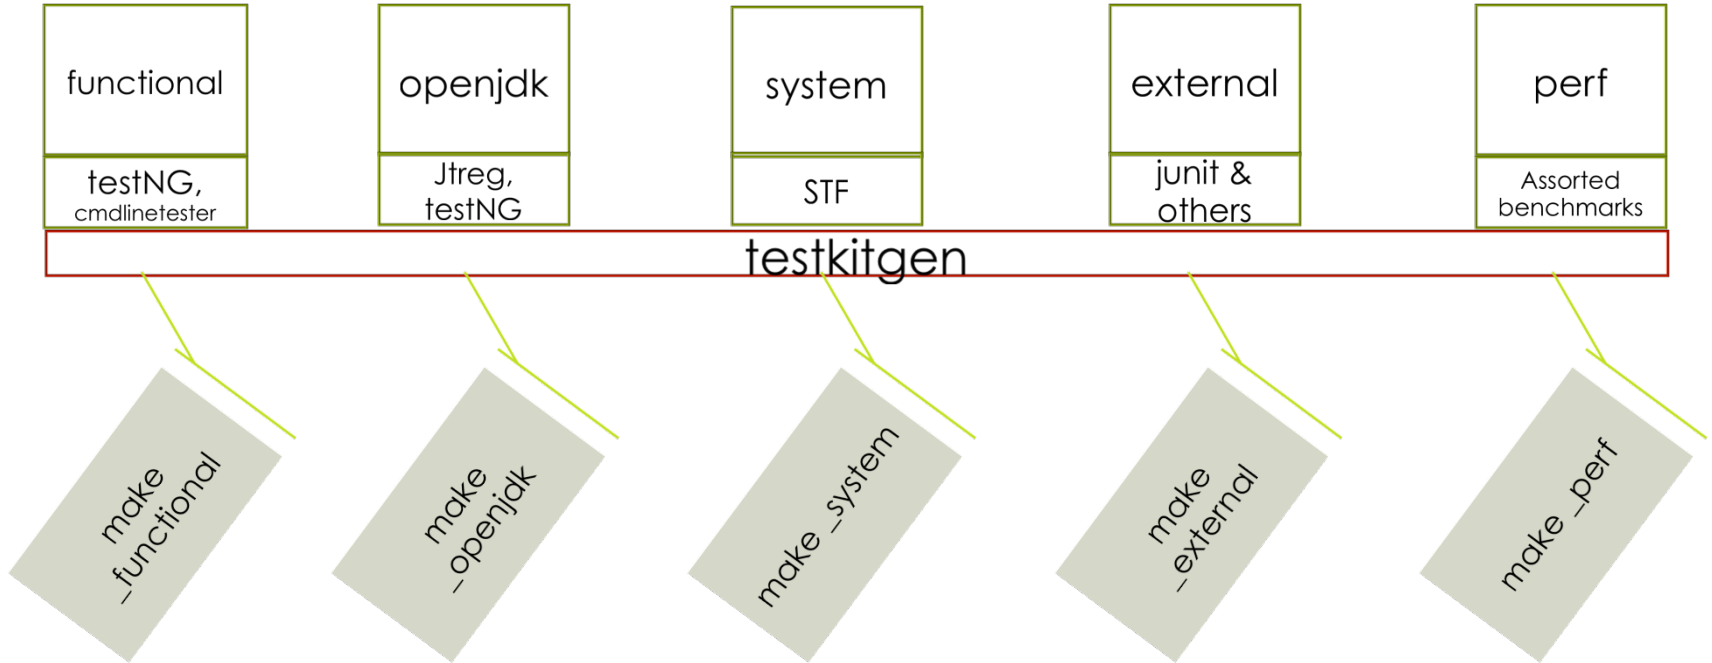 functional
openjdk
system
external
perf
testNG,
cmdlinetester
Jtreg,
testNG
STF
junit &
others
Assorted
benchmarks
testkitgen
make
_functional
make
_openjdk
make _system
make
_external
make _perf